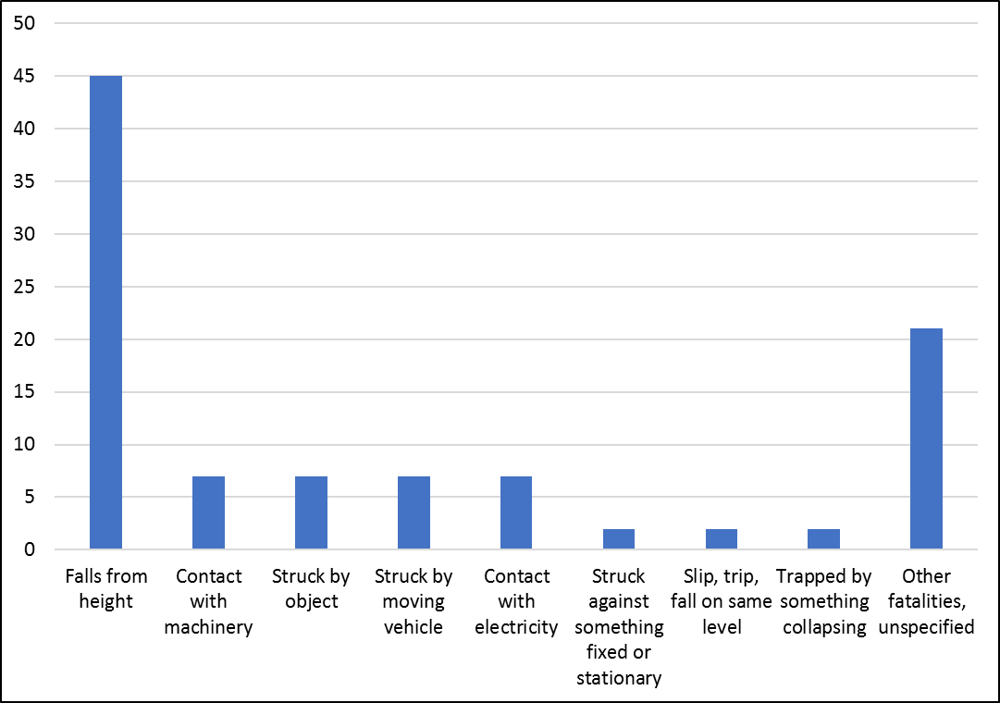 50
45
40
35
30
25
20
15
10
5
0
Falls from
height
Contact
with
machinery
Struck by
object
Struck by
moving
vehicle
Contact
with
electricity
Struck
against
something
fixed or
stationary
Slip, trip,
fall on same
level
Trapped by
something
collapsing
Other
fatalities,
unspecified